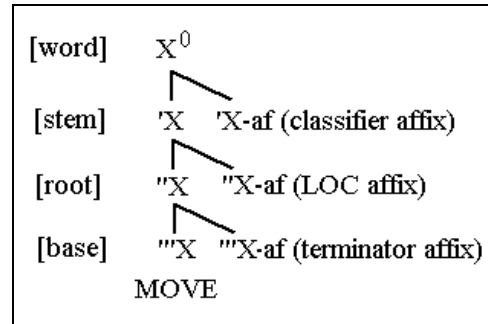 [word] X⁰
[stem] 'X 'X-af (classifier affix)
[root] "X "X-af (LOC affix)
[base] '"X '"X-af (terminator affix)
MOVE